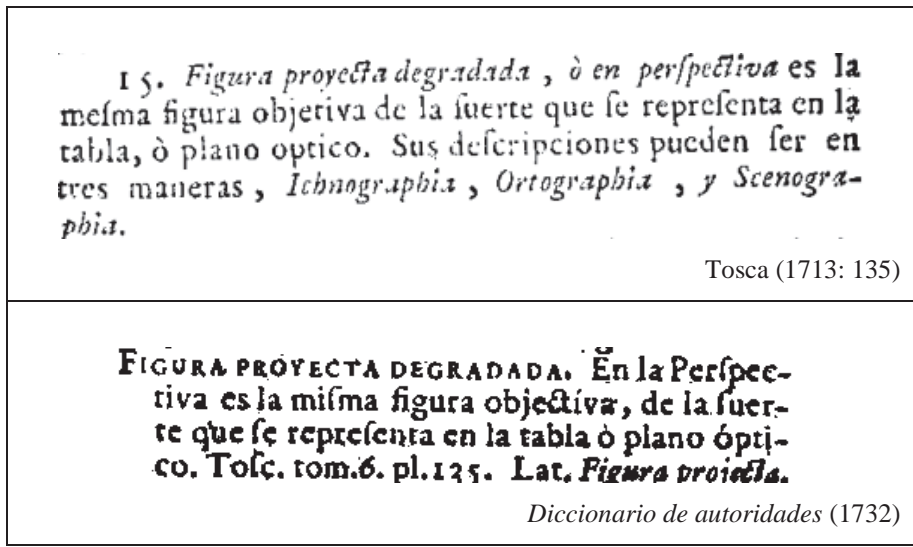 15. Figura proyecta degradada, ò en perſpectiva es la
meſma figura objetiva de la ſuerte que ſe repreſenta en la
tabla, ò plano optico. Sus deſcripciones pueden ſer en
tres maneras, Ichnographia, Ortographia, y Scenogra-
phia.
Tosca (1713: 135)
FIGURA PROYECTA DEGRADADA. En la Perſpec-
tiva es la miſma figura objectíva, de la ſuer-
te que ſe repreſenta en la tabla ò plano ópti-
co. Toſc. tom.6. pl.135. Lat. Figura proiecta.
Diccionario de autoridades (1732)